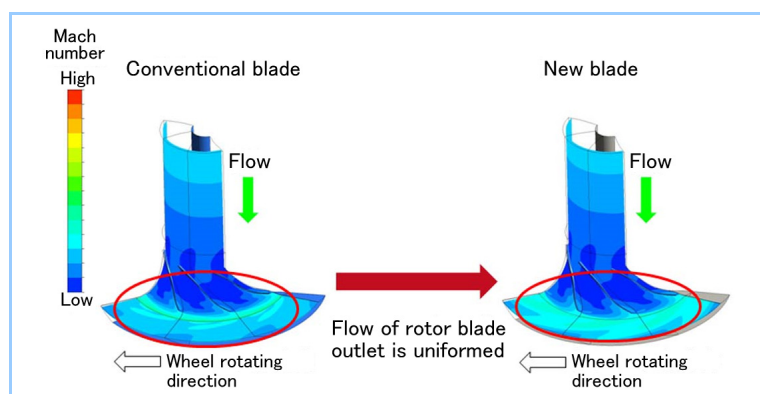 Mach
number
High
Low
Conventional blade
Flow
Wheel rotating
direction
Flow of rotor blade
outlet is uniformed
New blade
Flow
Wheel rotating
direction